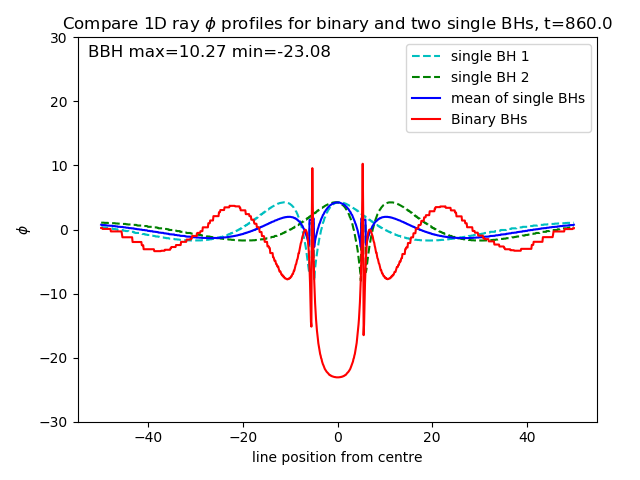 Compare 1D ray ϕ profiles for binary and two single BHs, t=860.0
BBH max=10.27 min=-23.08
single BH 1
single BH 2
mean of single BHs
Binary BHs
30
20
10
0
−10
−20
−30
ϕ
−40
−20
0
20
40
line position from centre